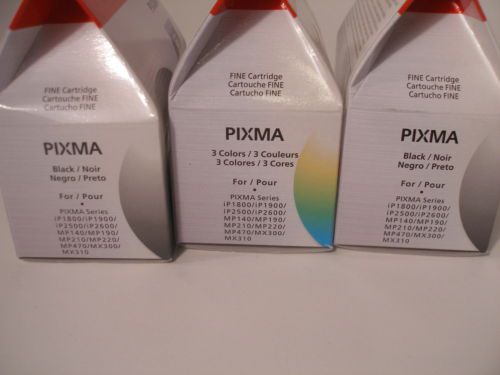 FINE Cartridge
Cartouche FINE
Cartucho FINE
PIXMA
Black / Noir
Negro / Preto
For / Pour
PIXMA Series
iP1800/iP1900/
iP2500/iP2600/
MP140/MP190/
MP210/MP220/
MP470/MX300/
MX310
FINE Cartridge
Cartouche FINE
Cartucho FINE
PIXMA
3 Colors / 3 Couleurs
3 Colores / 3 Cores
For / Pour
PIXMA Series
iP1800/iP1900/
iP2500/iP2600/
MP140/MP190/
MP210/MP220/
MP470/MX300/
MX310
FINE Cartridge
Cartouche FINE
Cartucho FINE
PIXMA
Black / Noir
Negro / Preto
For / Pour
PIXMA Series
iP1800/iP1900/
iP2500/iP2600/
MP140/MP190/
MP210/MP220/
MP470/MX300/
MX310